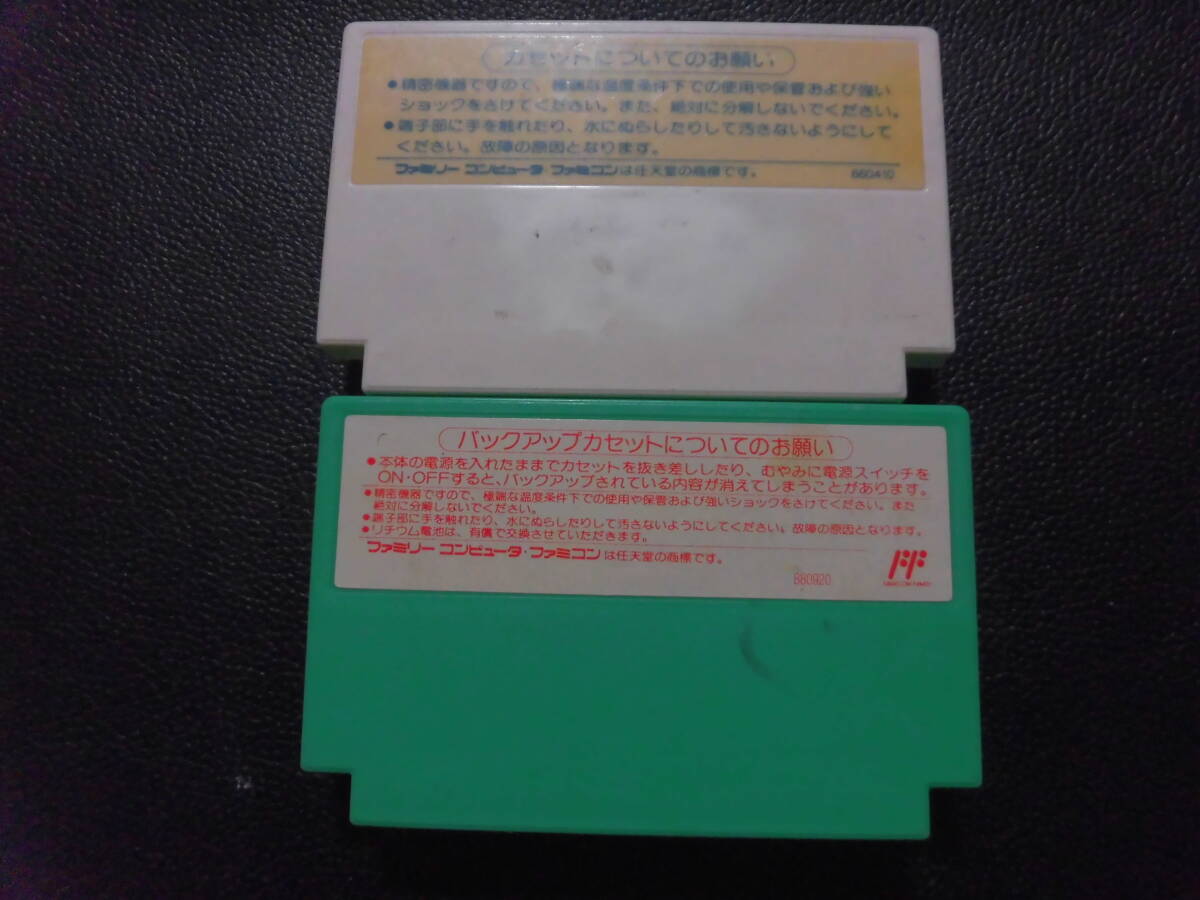 カセットについてのお願い
●精密機器ですので、極端な温度条件下での使用や保管および強い
ショックをさけてください。また、絶対に分解しないでください。
●端子部に手を触れたり、水にぬらしたりして汚さないようにして
ください。故障の原因となります。
ファミリー コンピュータ・ファミコンは任天堂の商標です。 860410
バックアップカセットについてのお願い
●本体の電源を入れたままでカセットを抜き差ししたり、むやみに電源スイッチを
ON・OFFすると、バックアップされている内容が消えてしまうことがあります。
●精密機器ですので、極端な温度条件下での使用や保管および強いショックをさけてください。また
絶対に分解しないでください。
●端子部に手を触れたり、水にぬらしたりして汚さないようにしてください。故障の原因となります。
●リチウム電池は、有償で交換させていただきます。
ファミリー コンピュータ・ファミコンは任天堂の商標です。
880920